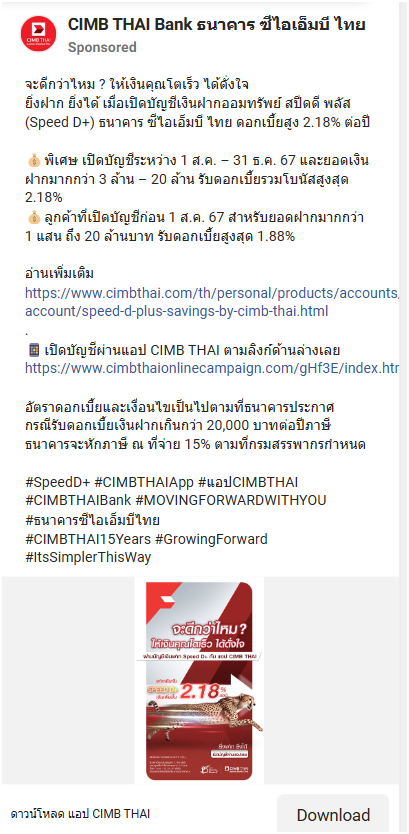 CIMB THAI Bank ธนาคาร ซีไอเอ็มบี ไทย
Sponsored
จะดีกว่าไหม ? ให้เงินคุณโตเร็ว ได้ดั่งใจ
ยิ่งฝาก ยิ่งได้ เมื่อเปิดบัญชีเงินฝากออมทรัพย์ สปีดดี พลัส
(Speed D+) ธนาคาร ซีไอเอ็มบี ไทย ดอกเบี้ยสูง 2.18% ต่อปี
💰 พิเศษ เปิดบัญชีระหว่าง 1 ส.ค. – 31 ธ.ค. 67 และยอดเงิน
ฝากมากกว่า 3 ล้าน – 20 ล้าน รับดอกเบี้ยรวมโบนัสสูงสุด
2.18%
💰 ลูกค้าที่เปิดบัญชีก่อน 1 ส.ค. 67 สำหรับยอดฝากมากกว่า
1 แสน ถึง 20 ล้านบาท รับดอกเบี้ยสูงสุด 1.88%
อ่านเพิ่มเติม
https://www.cimbthai.com/th/personal/products/accounts,
account/speed-d-plus-savings-by-cimb-thai.html
.
📱 เปิดบัญชีผ่านแอป CIMB THAI ตามลิงก์ด้านล่างเลย
https://www.cimbthaionlinecampaign.com/gHf3E/index.htm
อัตราดอกเบี้ยและเงื่อนไขเป็นไปตามที่ธนาคารประกาศ
กรณีรับดอกเบี้ยเงินฝากเกินกว่า 20,000 บาทต่อปีภาษี
ธนาคารจะหักภาษี ณ ที่จ่าย 15% ตามที่กรมสรรพากรกำหนด
#SpeedD+ #CIMBTHAIApp #แอปCIMBTHAI
#CIMBTHAIBank #MOVINGFORWARDWITHYOU
#ธนาคารซีไอเอ็มบีไทย
#CIMBTHAI15Years #GrowingForward
#ItsSimplerThisWay
จะดีกว่าไหม?
ให้เงินคุณโตเร็ว ได้ดั่งใจ
SPEED D+ 2.18%
CIMB THAI
ดาวน์โหลด แอป CIMB THAI
Download